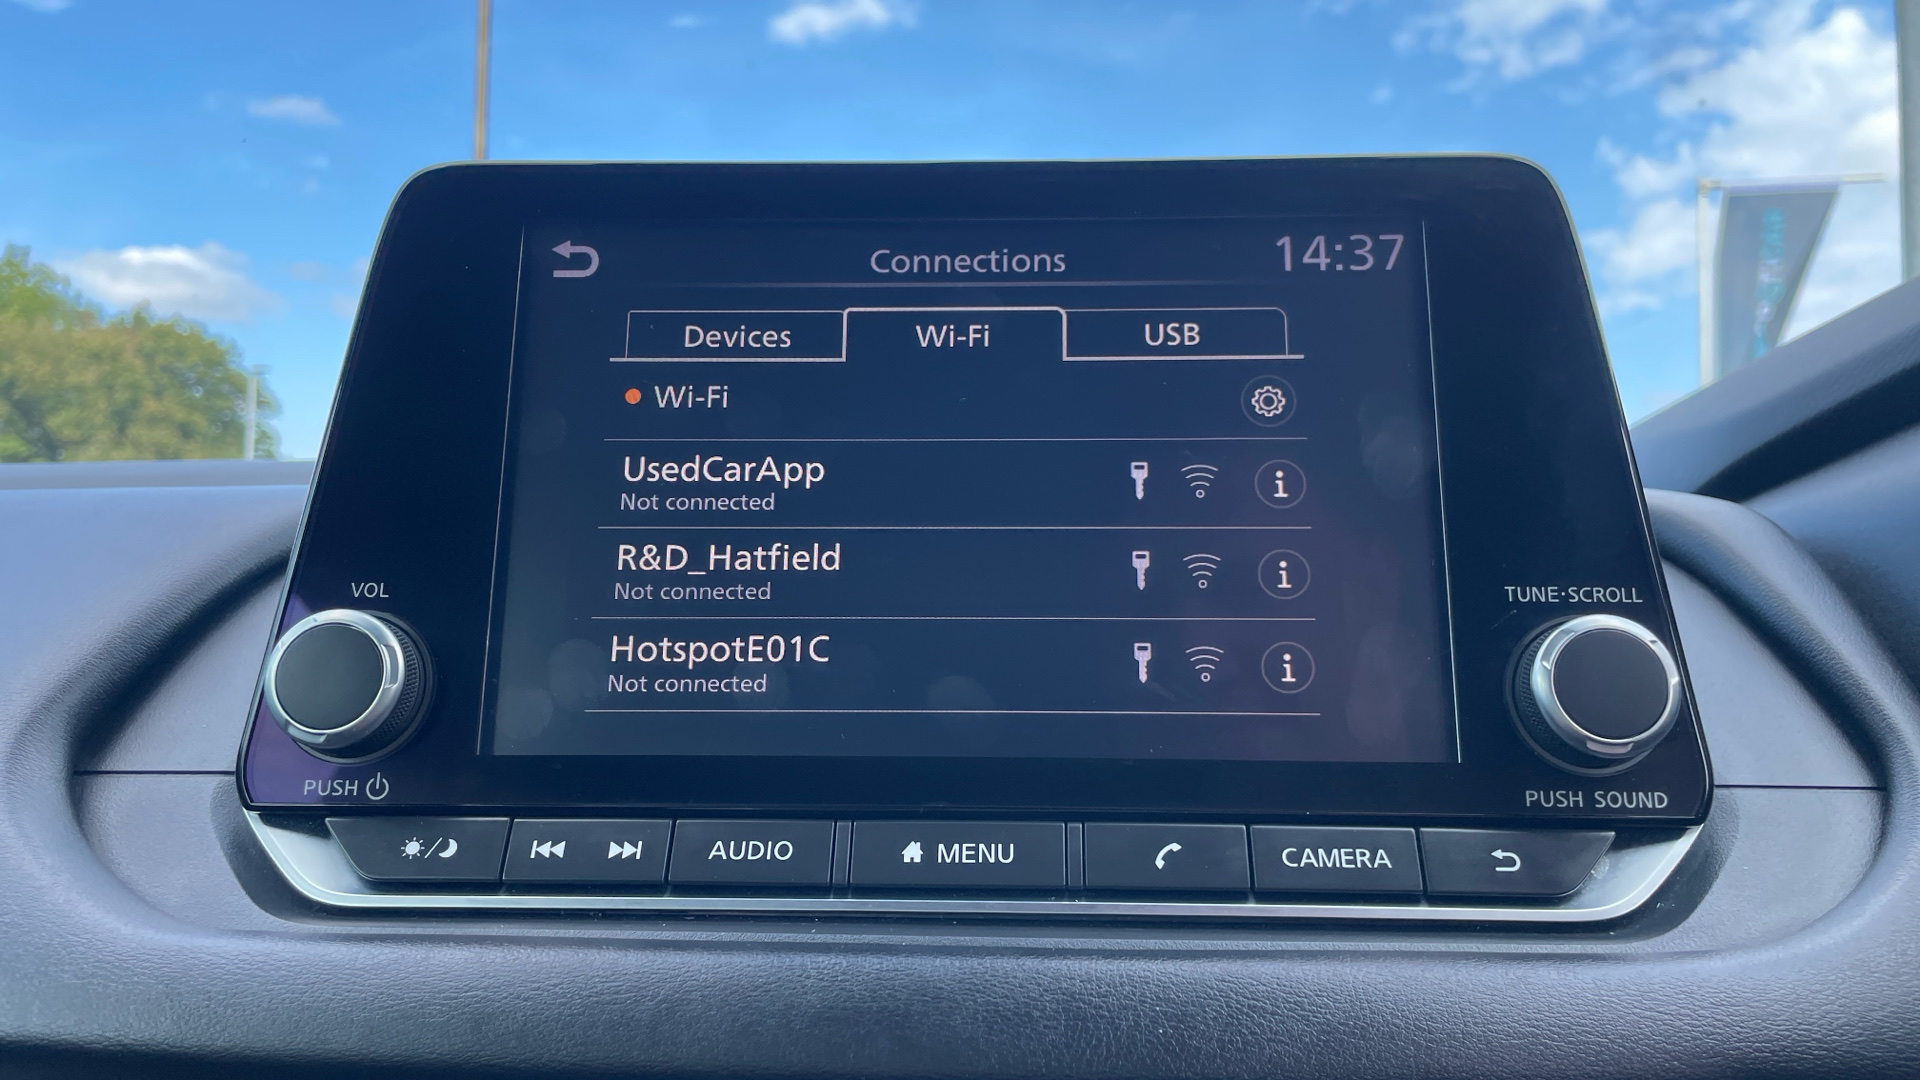 Connections
14:37
Devices
Wi-Fi
USB
Wi-Fi
UsedCarApp
Not connected
R&D_Hatfield
Not connected
HotspotE01C
Not connected
VOL
PUSH
TUNE·SCROLL
PUSH SOUND
AUDIO
MENU
CAMERA